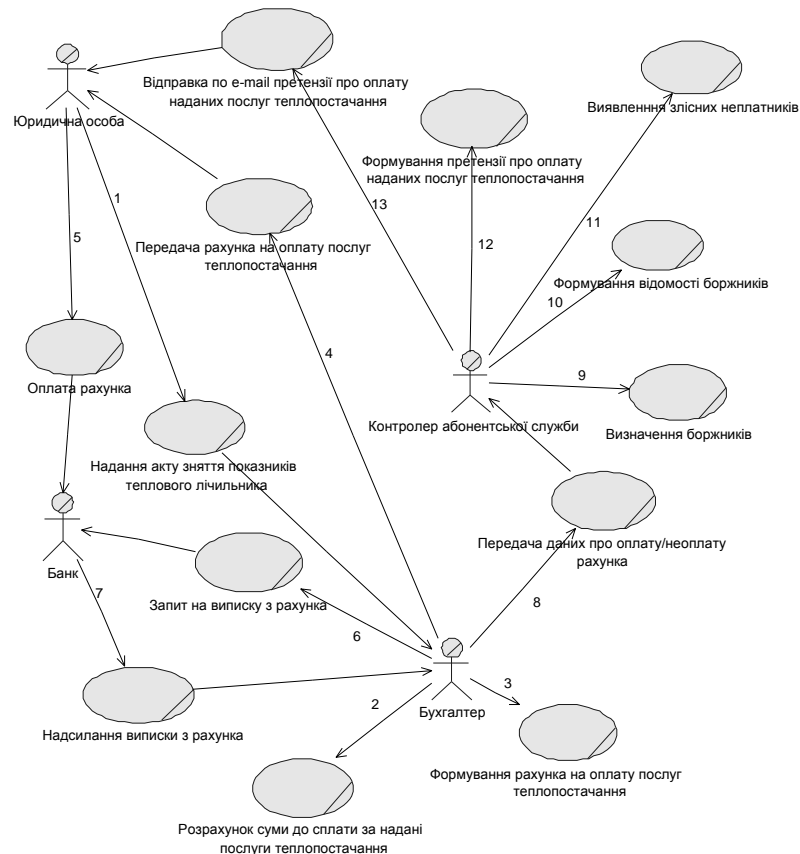 Відправка по e-mail претензії про оплату
наданих послуг теплопостачання
Юридична особа
Виявленння злісних неплатників
Формування претензії про оплату
наданих послуг теплопостачання
1
13
5
12
11
Передача рахунка на оплату послуг
теплопостачання
Формування відомості боржників
10
4
9
Оплата рахунка
Контролер абонентської служби
Визначення боржників
Надання акту зняття показників
теплового лічильника
Передача даних про оплату/неоплату
рахунка
Банк
7
Запит на виписку з рахунка
8
6
3
2
Бухгалтер
Надсилання виписки з рахунка
Формування рахунка на оплату послуг
теплопостачання
Розрахунок суми до сплати за надані
послуги теплопостачання